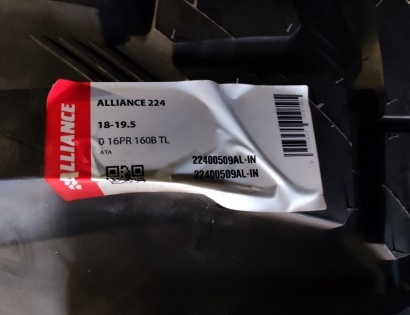 ALLIANCE
ALLIANCE 224
18-19.5
0 16PR 160B TL
ATA
22400509AL-IN
22400509AL-IN